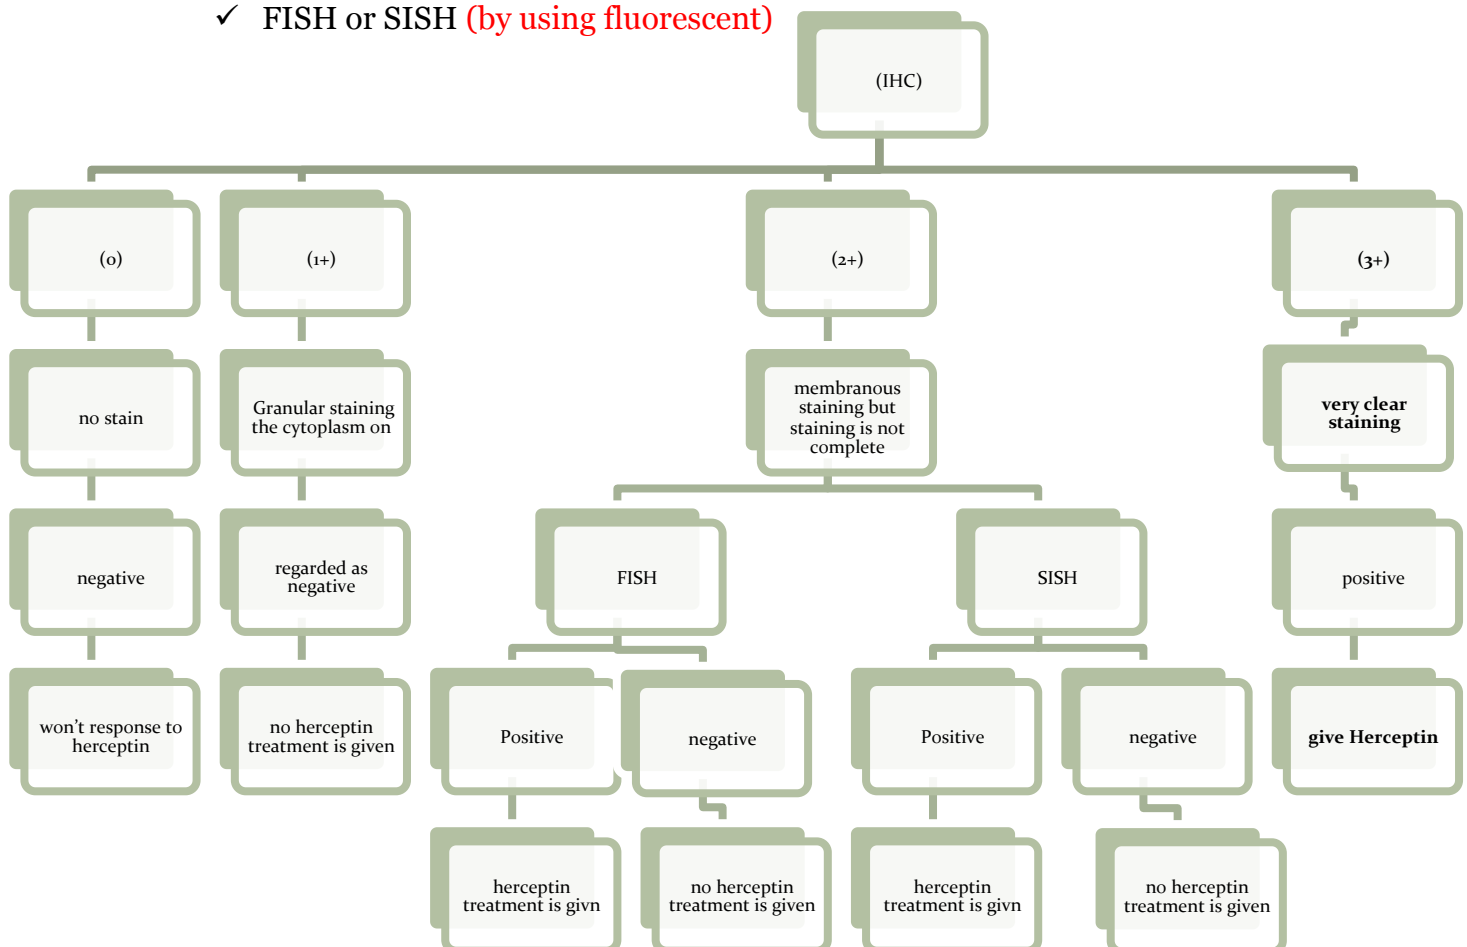 ✓ FISH or SISH (by using fluorescent)
(IHC)
(0)
(1+)
(2+)
(3+)
no stain
Granular staining
the cytoplasm on
membranous
staining but
staining is not
complete
very clear
staining
negative
regarded as
negative
FISH
SISH
positive
won't response to
herceptin
no herceptin
treatment is given
Positive
negative
Positive
negative
give Herceptin
herceptin
treatment is givn
no herceptin
treatment is given
herceptin
treatment is givn
no herceptin
treatment is given